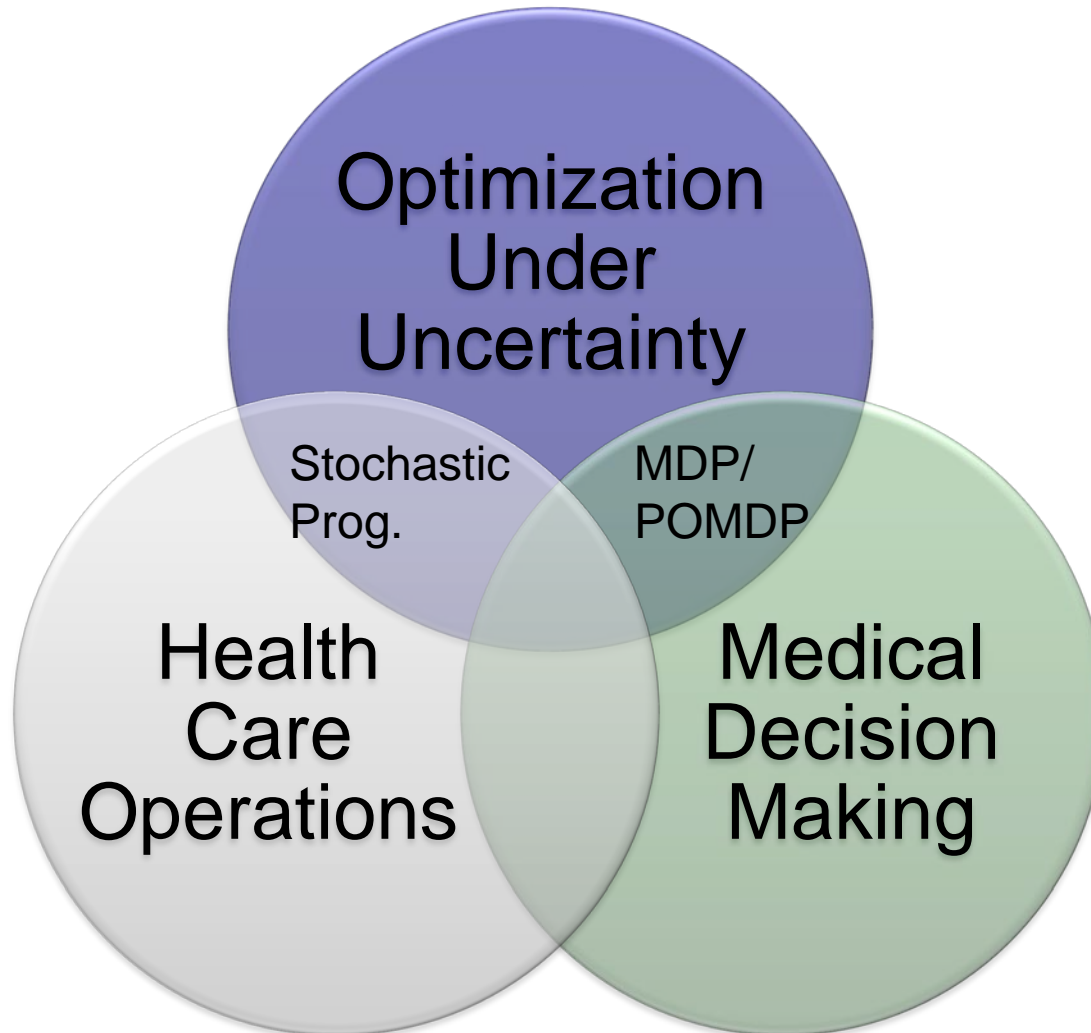 Optimization
Under
Uncertainty
Stochastic
Prog.
MDP/
POMDP
Health
Care
Operations
Medical
Decision
Making